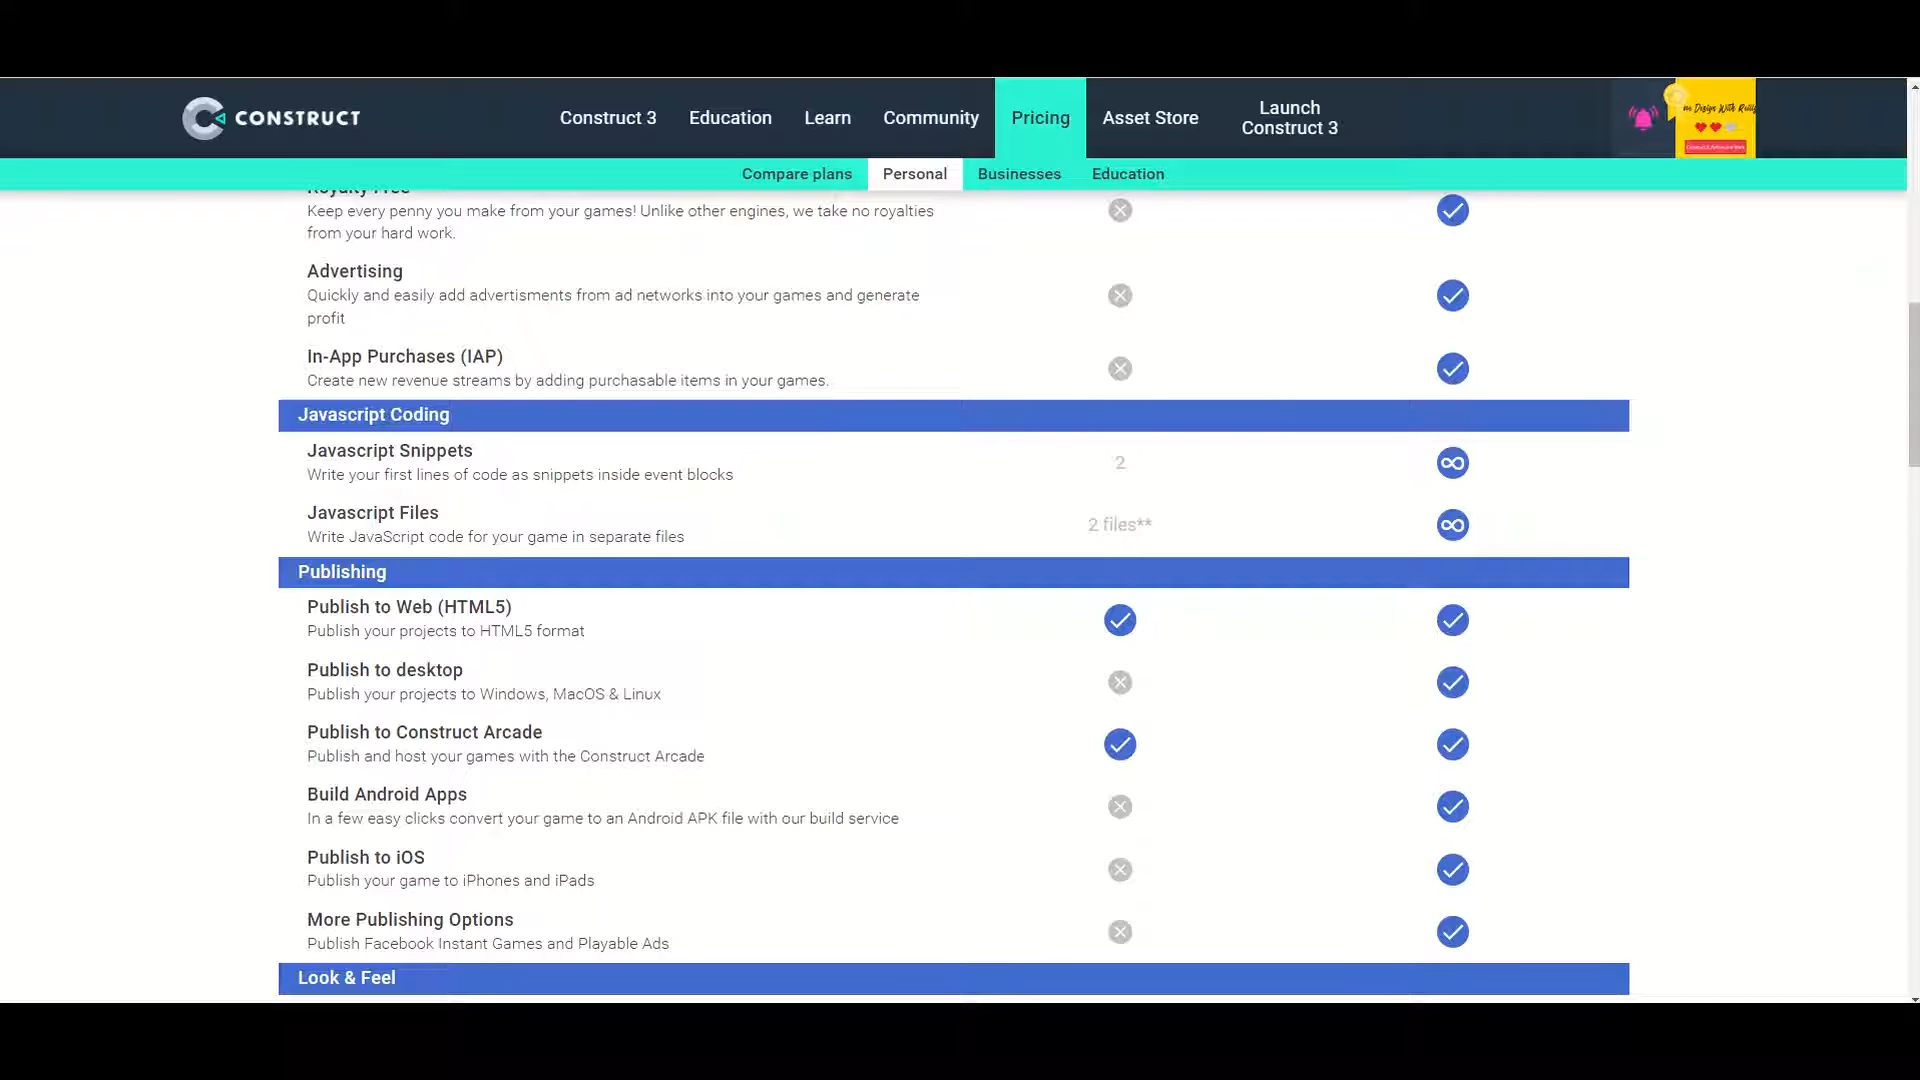 CONSTRUCT
Construct 3
Education
Learn
Community
Pricing
Asset Store
Launch
Construct 3
Compare plans
Personal
Businesses
Education
Royalty Free
Keep every penny you make from your games! Unlike other engines, we take no royalties
from your hard work.
Advertising
Quickly and easily add advertisments from ad networks into your games and generate
profit
In-App Purchases (IAP)
Create new revenue streams by adding purchasable items in your games.
Javascript Coding
Javascript Snippets
Write your first lines of code as snippets inside event blocks
2
Javascript Files
Write JavaScript code for your game in separate files
2 files**
Publishing
Publish to Web (HTML5)
Publish your projects to HTML5 format
Publish to desktop
Publish your projects to Windows, MacOS & Linux
Publish to Construct Arcade
Publish and host your games with the Construct Arcade
Build Android Apps
In a few easy clicks convert your game to an Android APK file with our build service
Publish to iOS
Publish your game to iPhones and iPads
More Publishing Options
Publish Facebook Instant Games and Playable Ads
Look & Feel